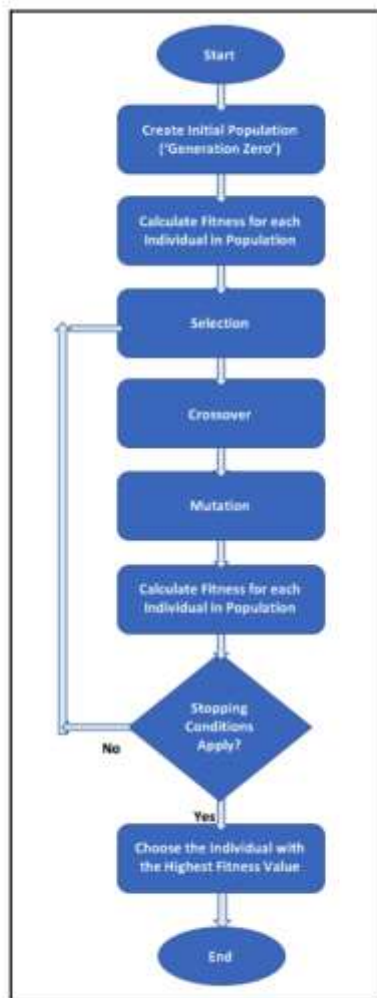 Start
Create Initial Population
('Generation Zero')
Calculate Fitness for each
Individual in Population
Selection
Crossover
Mutation
Calculate Fitness for each
Individual in Population
Stopping
Conditions
Apply?
No
Yes
Choose the Individual with
the Highest Fitness Value
End